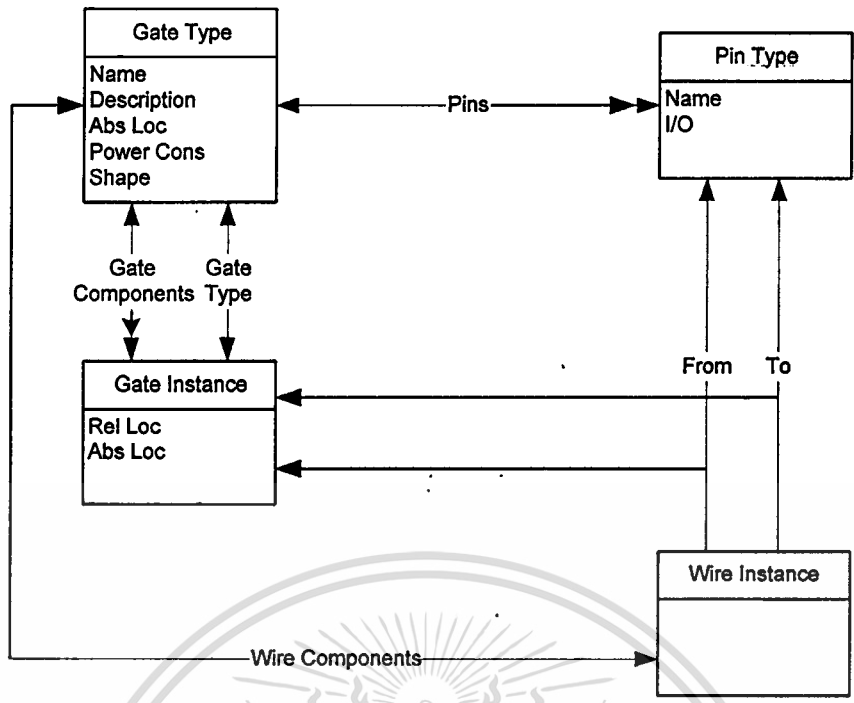 Gate Type
Name
Description
Abs Loc
Power Cons
Shape
Pins
Pin Type
Name
I/O
Gate
Components
Gate
Type
From
To
Gate Instance
Rel Loc
Abs Loc
Wire Instance
Wire Components